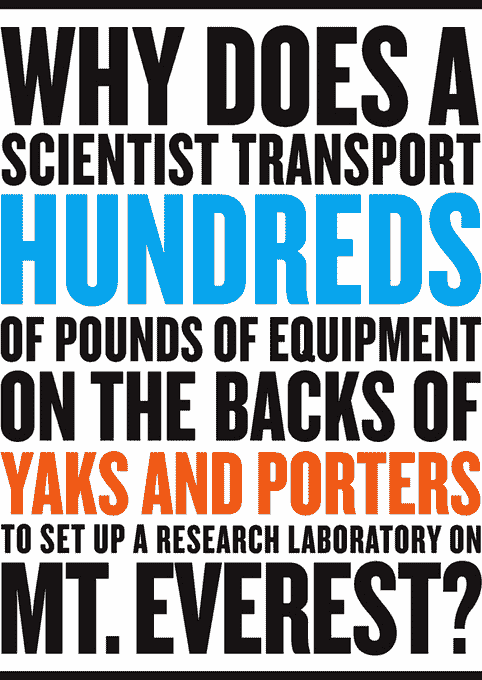 WHY DOES A
SCIENTIST TRANSPORT
HUNDREDS
OF POUNDS OF EQUIPMENT
ON THE BACKS OF
YAKS AND PORTERS
TO SET UP A RESEARCH LABORATORY ON
MT. EVEREST?